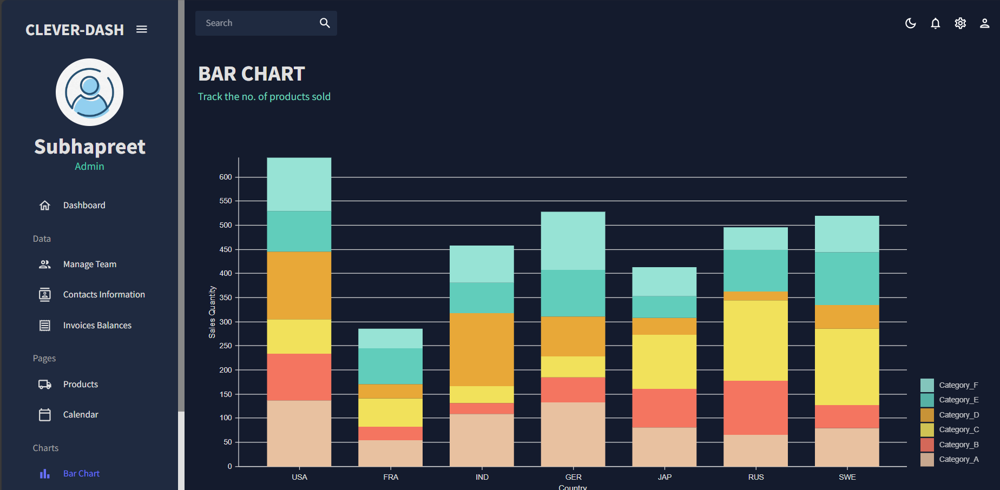 CLEVER-DASH
Subhapreet
Admin
Dashboard
Data
Manage Team
Contacts Information
Invoices Balances
Pages
Products
Calendar
Charts
Bar Chart
Search
BAR CHART
Track the no. of products sold
Sales Quantity
600
550
500
450
400
350
300
250
200
150
100
50
0
USA FRA IND GER JAP RUS SWE
Country
Category_F
Category_E
Category_D
Category_C
Category_B
Category_A